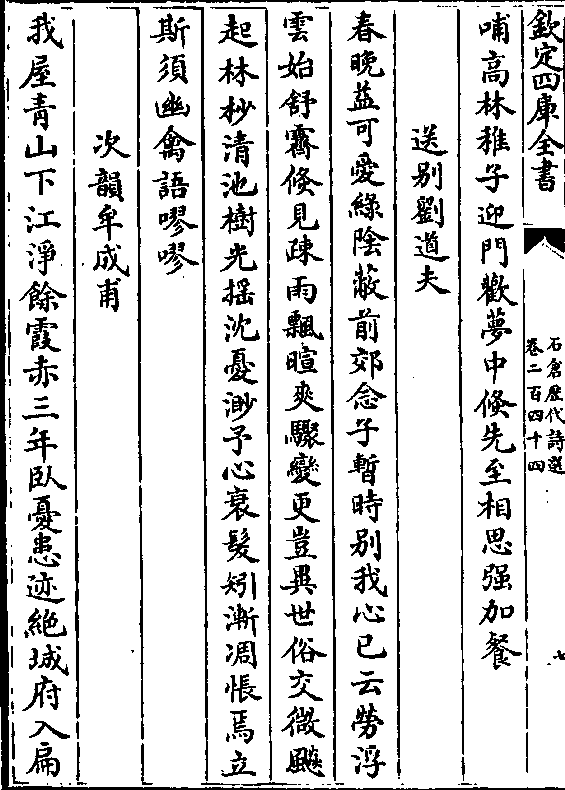 欽定四庫全書
石倉歴代詩選
卷二百四十四
七
哺高林稚子迎門歡夢中倏先至相思强加餐
送别劉道夫
春晚益可愛綠陰蔽前郊念子暫時别我心已云勞浮
雲始舒霽倏見疎雨飄暄爽驟變更豈異世俗交微飈
起林杪清池樹光揺沈憂渺予心衰髮矧漸凋悵焉立
斯須幽禽語嘐嘐
次韻牟成甫
我屋青山下江淨餘霞赤三年臥憂患迹絶城府入扁